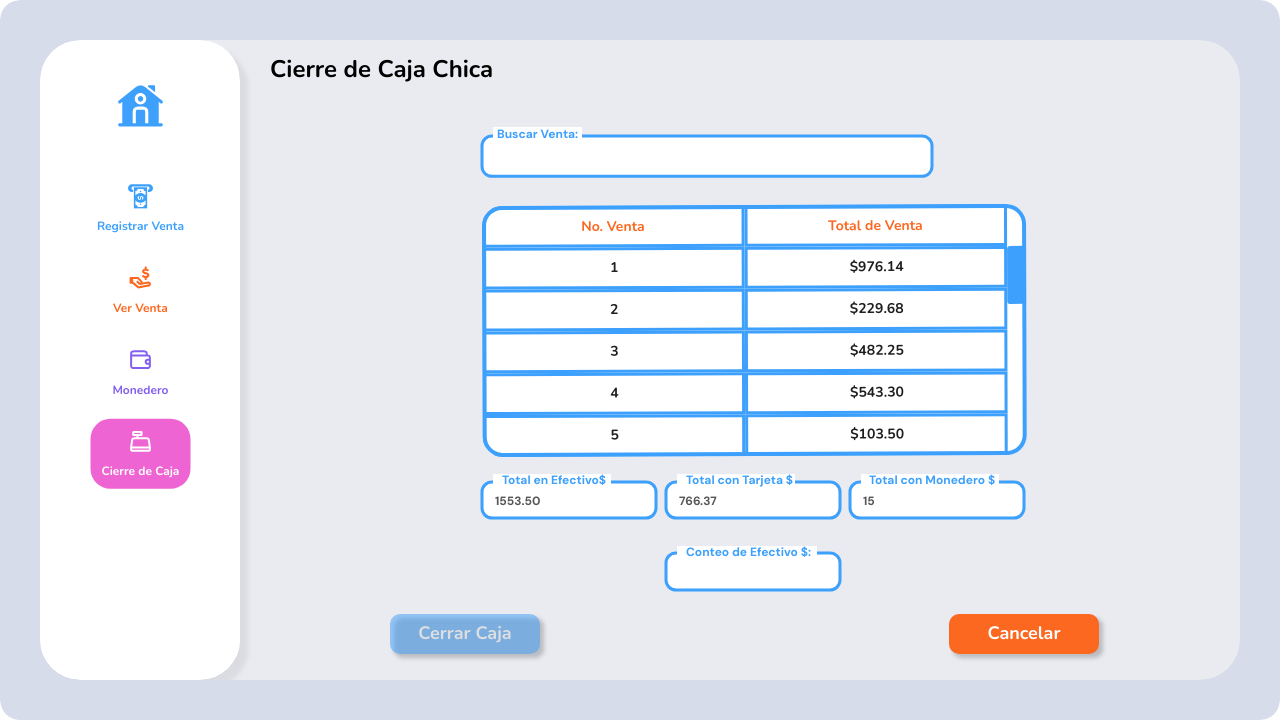 Cierre de Caja Chica
Registrar Venta
Ver Venta
Monedero
Cierre de Caja
Buscar Venta:
No. Venta Total de Venta
1 $976.14
2 $229.68
3 $482.25
4 $543.30
5 $103.50
Total en Efectivo$ Total con Tarjeta $ Total con Monedero $
1553.50 766.37 15
Conteo de Efectivo $:
Cerrar Caja Cancelar